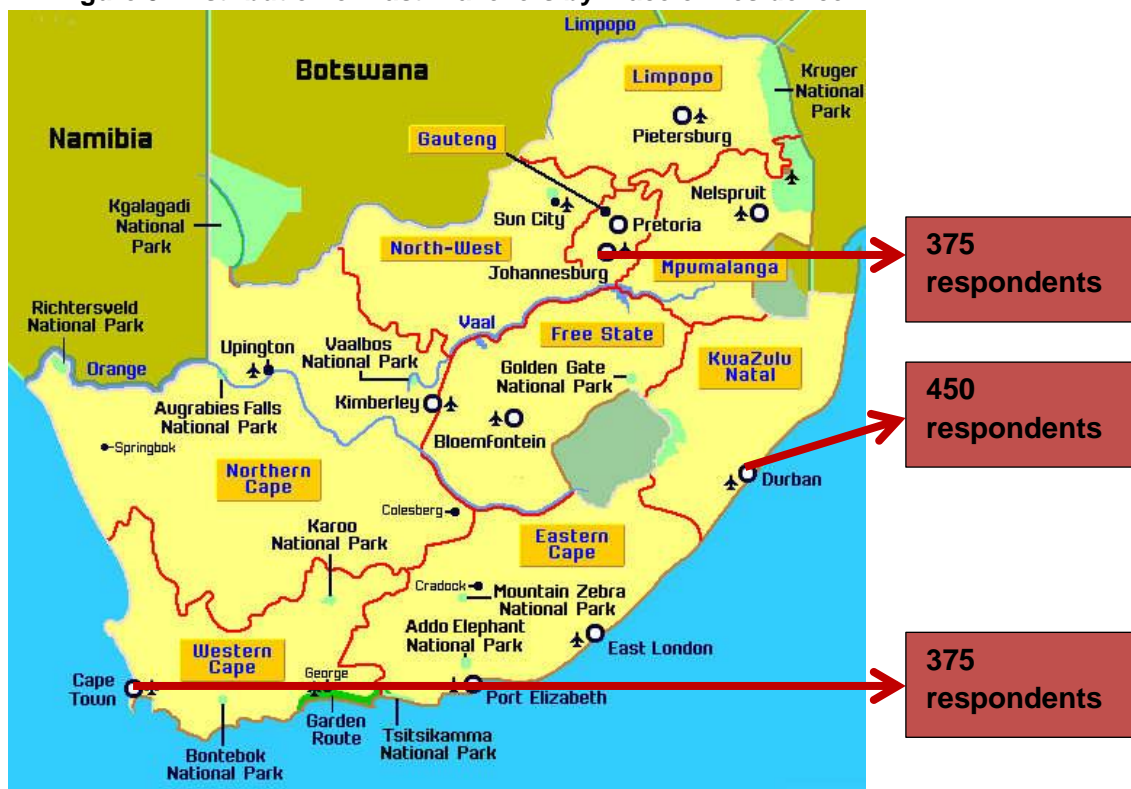 Limpopo
Botswana
Limpopo
Kruger
National
Park
Namibia
Gauteng
Pietersburg
Kgalagadi
National
Park
Sun City
Nelspruit
Pretoria
North-West
Johannesburg
Mpumalanga
375
respondents
Richtersveld
National Park
Vaal
Free State
KwaZulu
Natal
Orange
Upington
Vaalbos
National Park
Golden Gate
National Park
Augrabies Falls
National Park
Kimberley
Bloemfontein
450
respondents
Springbok
Northern
Cape
Durban
Colesberg
Karoo
National Park
Eastern
Cape
Cradock
Mountain Zebra
National Park
Addo Elephant
National Park
East London
Western
Cape
George
Cape
Town
Port Elizabeth
375
respondents
Garden
Route
Tsitsikamma
National Park
Bontebok
National Park